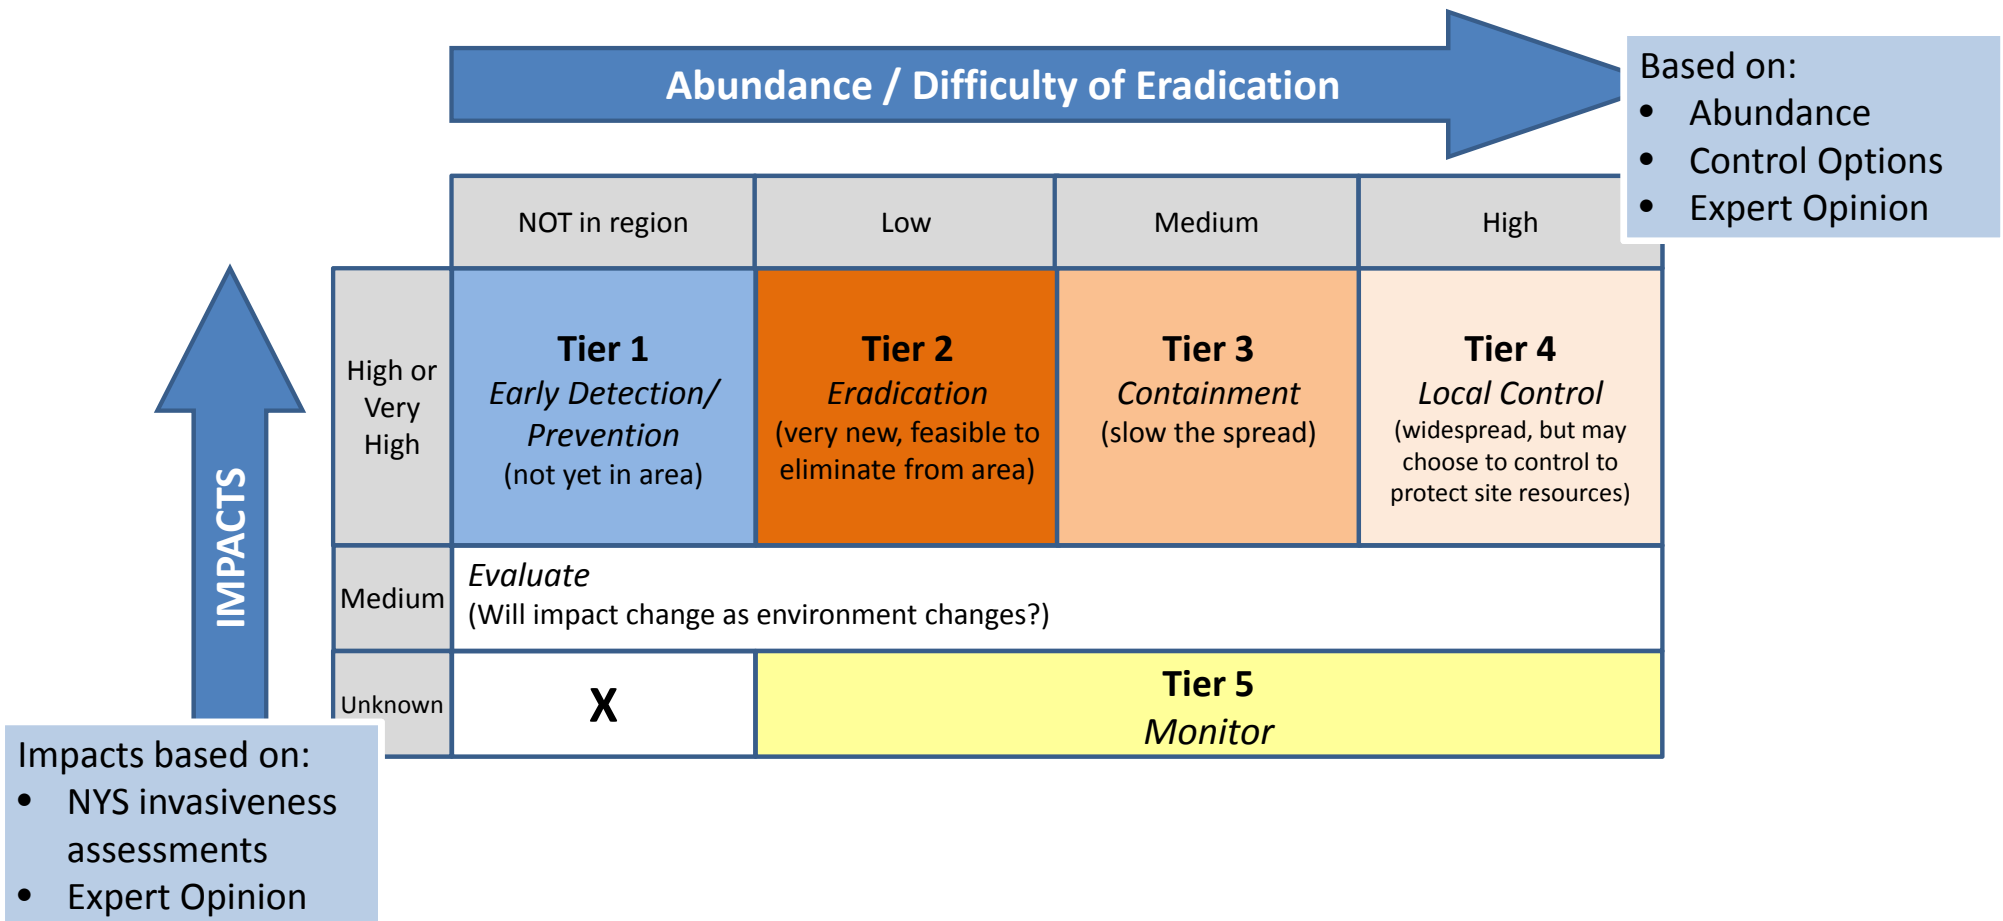 Abundance / Difficulty of Eradication
Based on:
• Abundance
• Control Options
• Expert Opinion
NOT in region
Low
Medium
High
High or
Very
High
Tier 1
Early Detection/
Prevention
(not yet in area)
Tier 2
Eradication
(very new, feasible to
eliminate from area)
Tier 3
Containment
(slow the spread)
Tier 4
Local Control
(widespread, but may
choose to control to
protect site resources)
IMPACTS
Medium
Evaluate
(Will impact change as environment changes?)
Unknown
X
Tier 5
Monitor
Impacts based on:
• NYS invasiveness
assessments
• Expert Opinion